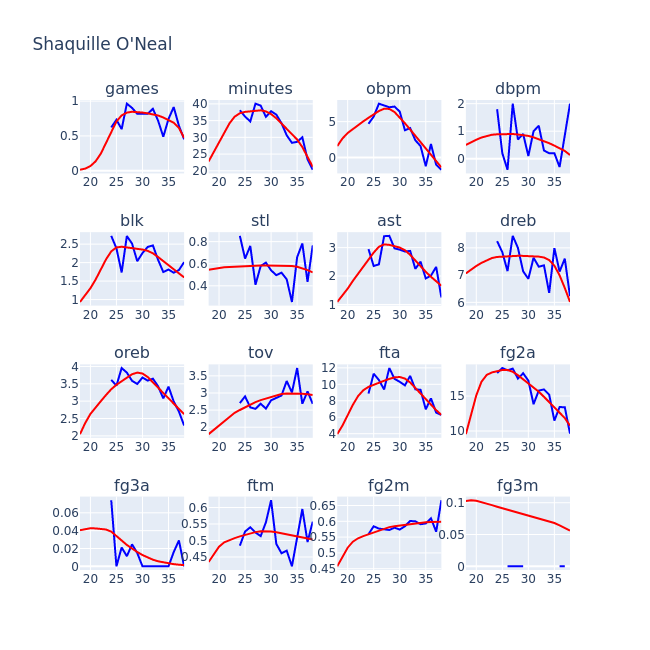 Shaquille O'Neal
games minutes obpm dbpm
1 40 5 2
0.5 35 0 1
0 30 0
25
20
20 25 30 35 20 25 30 35 20 25 30 35 20 25 30 35
blk stl ast dreb
2.5 0.8 3 8
2 0.6 2 7
1.5 0.4 1 6
1
20 25 30 35 20 25 30 35 20 25 30 35 20 25 30 35
oreb tov fta fg2a
4 3.5 12 15
3.5 3 10 10
3 2.5 8
2.5 2 6
2 4
20 25 30 35 20 25 30 35 20 25 30 35 20 25 30 35
fg3a ftm fg2m fg3m
0.06 0.6 0.65 0.1
0.04 0.55 0.6 0.05
0.02 0.5 0.55 0
0 0.45 0.5
0.45
20 25 30 35 20 25 30 35 20 25 30 35 20 25 30 35